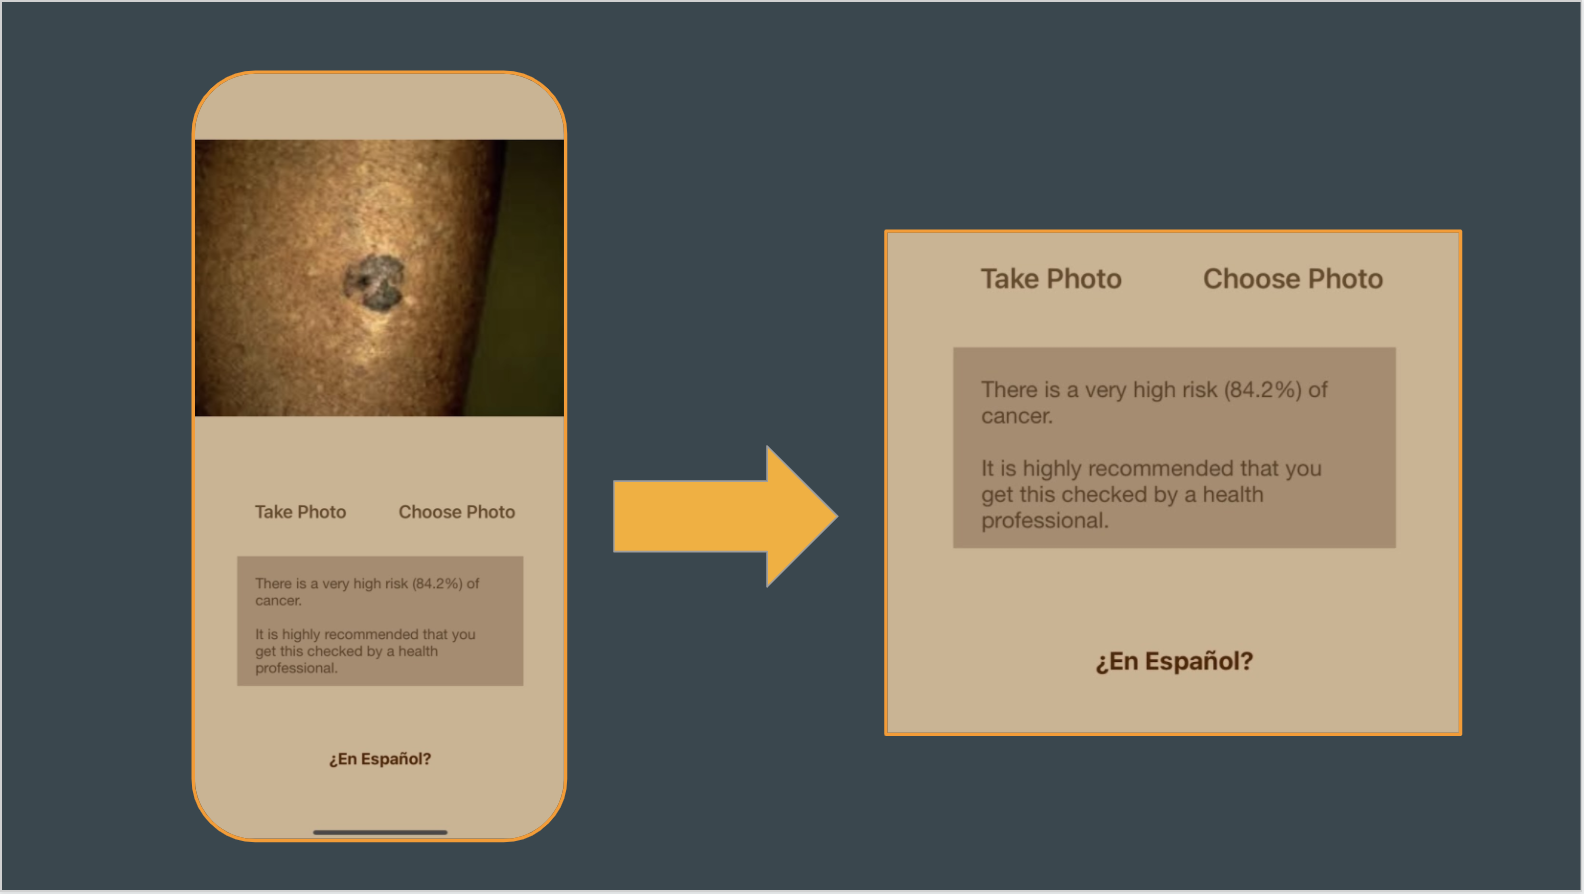 Take Photo Choose Photo
There is a very high risk (84.2%) of
cancer.
It is highly recommended that you
get this checked by a health
professional.
¿En Español?
Take Photo Choose Photo
There is a very high risk (84.2%) of
cancer.
It is highly recommended that you
get this checked by a health
professional.
¿En Español?